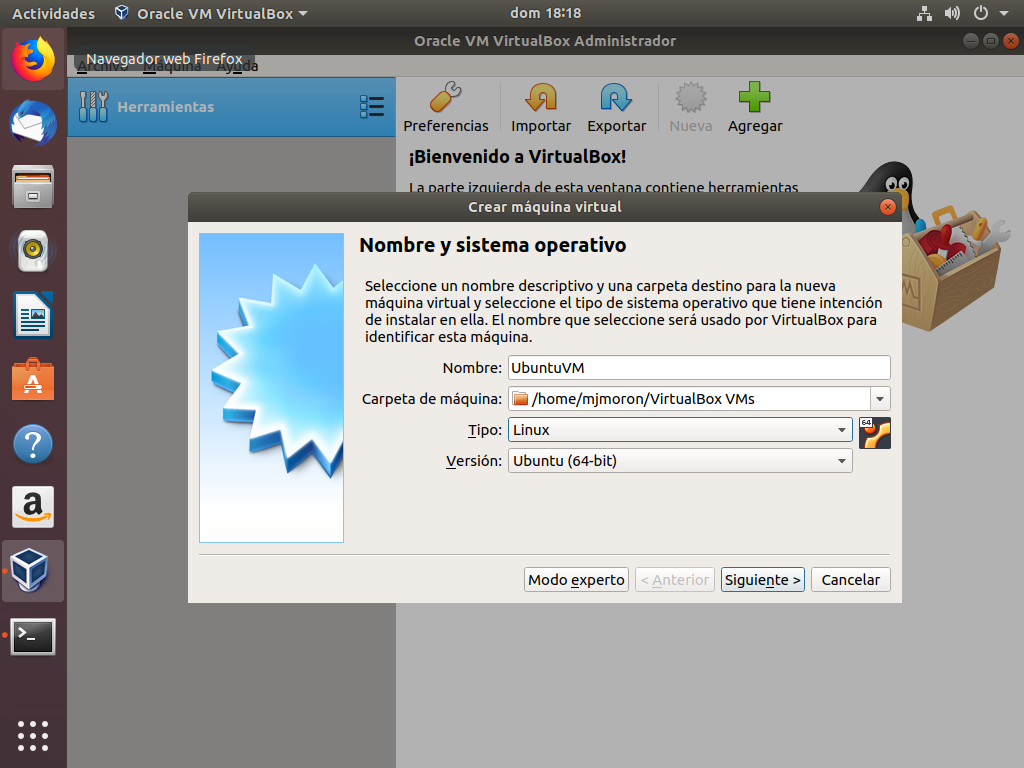 Actividades
Oracle VM VirtualBox
dom 18:18
Oracle VM VirtualBox Administrador
Navegador web Firefox
Archivo Máquina Ayuda
Herramientas
Preferencias
Importar
Exportar
Nueva
Agregar
¡Bienvenido a VirtualBox!
La parte izquierda de esta ventana contiene herramientas
Crear máquina virtual
Nombre y sistema operativo
Seleccione un nombre descriptivo y una carpeta destino para la nueva
máquina virtual y seleccione el tipo de sistema operativo que tiene intención
de instalar en ella. El nombre que seleccione será usado por VirtualBox para
identificar esta máquina.
Nombre: UbuntuVM
Carpeta de máquina: /home/mjmoron/VirtualBox VMs
Tipo: Linux
64
Versión: Ubuntu (64-bit)
Modo experto
< Anterior
Siguiente >
Cancelar